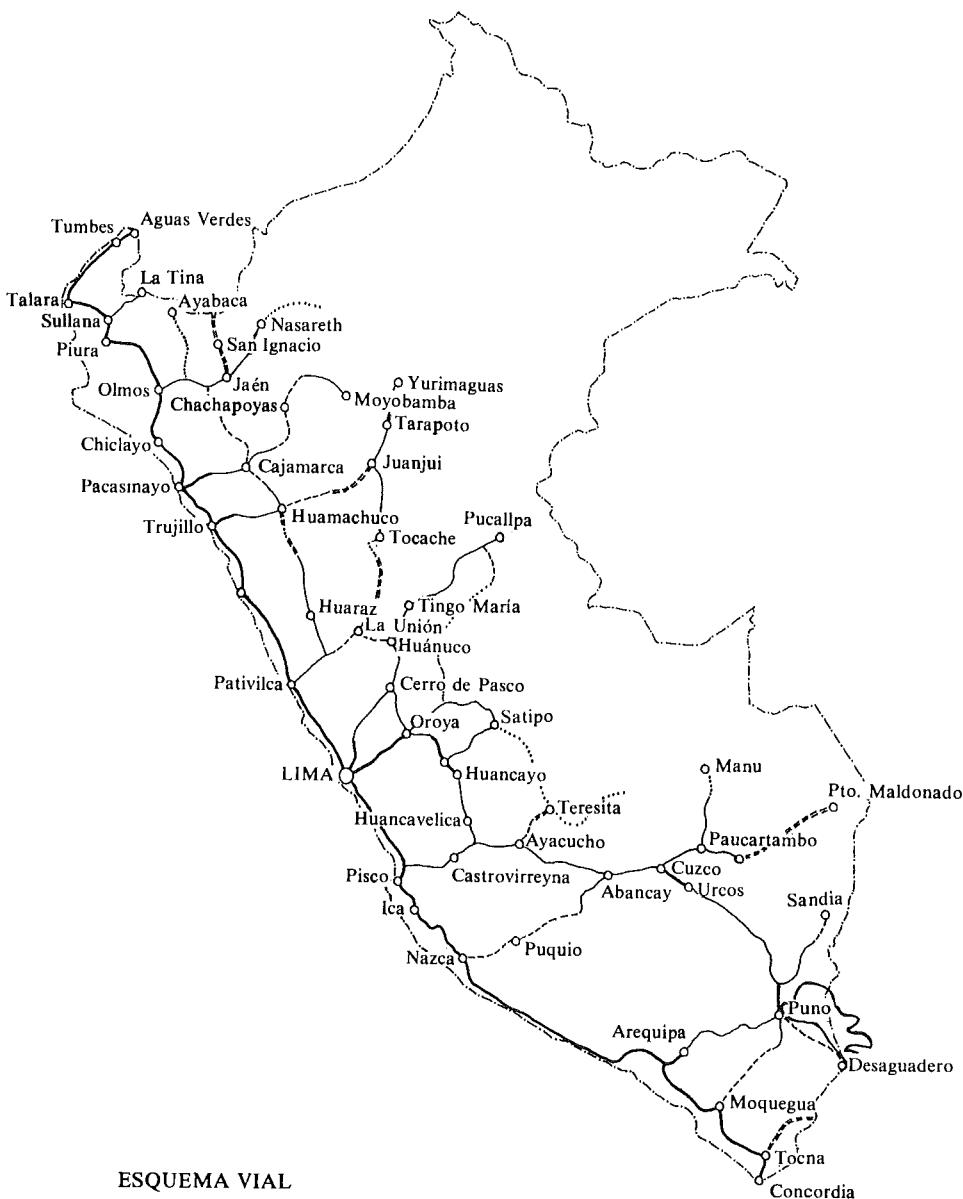 Aguas Verdes
Tumbes
La Tina
Talara
Ayabaca
Sullana
Nasareth
San Ignacio
Piura
Jaén
Yurimaguas
Olmos
Moyobamba
Chachapoyas
Tarapoto
Chiclayo
Cajamarca
Juanjui
Pacasmayo
Huamachuco
Pucallpa
Trujillo
Tocache
Huaraz
Tingo María
La Unión
Huánuco
Pativilca
Cerro de Pasco
Oroya
Satipo
LIMA
Huancayo
Manu
Pto. Maldonado
Teresita
Huancavelica
Ayacucho
Paucartambo
Castrovirreyna
Cuzco
Pisco
Abancay
Urcos
Sandia
Ica
Puquio
Nazca
Puno
Arequipa
Desaguadero
Moquegua
Tocna
ESQUEMA VIAL
Concordia